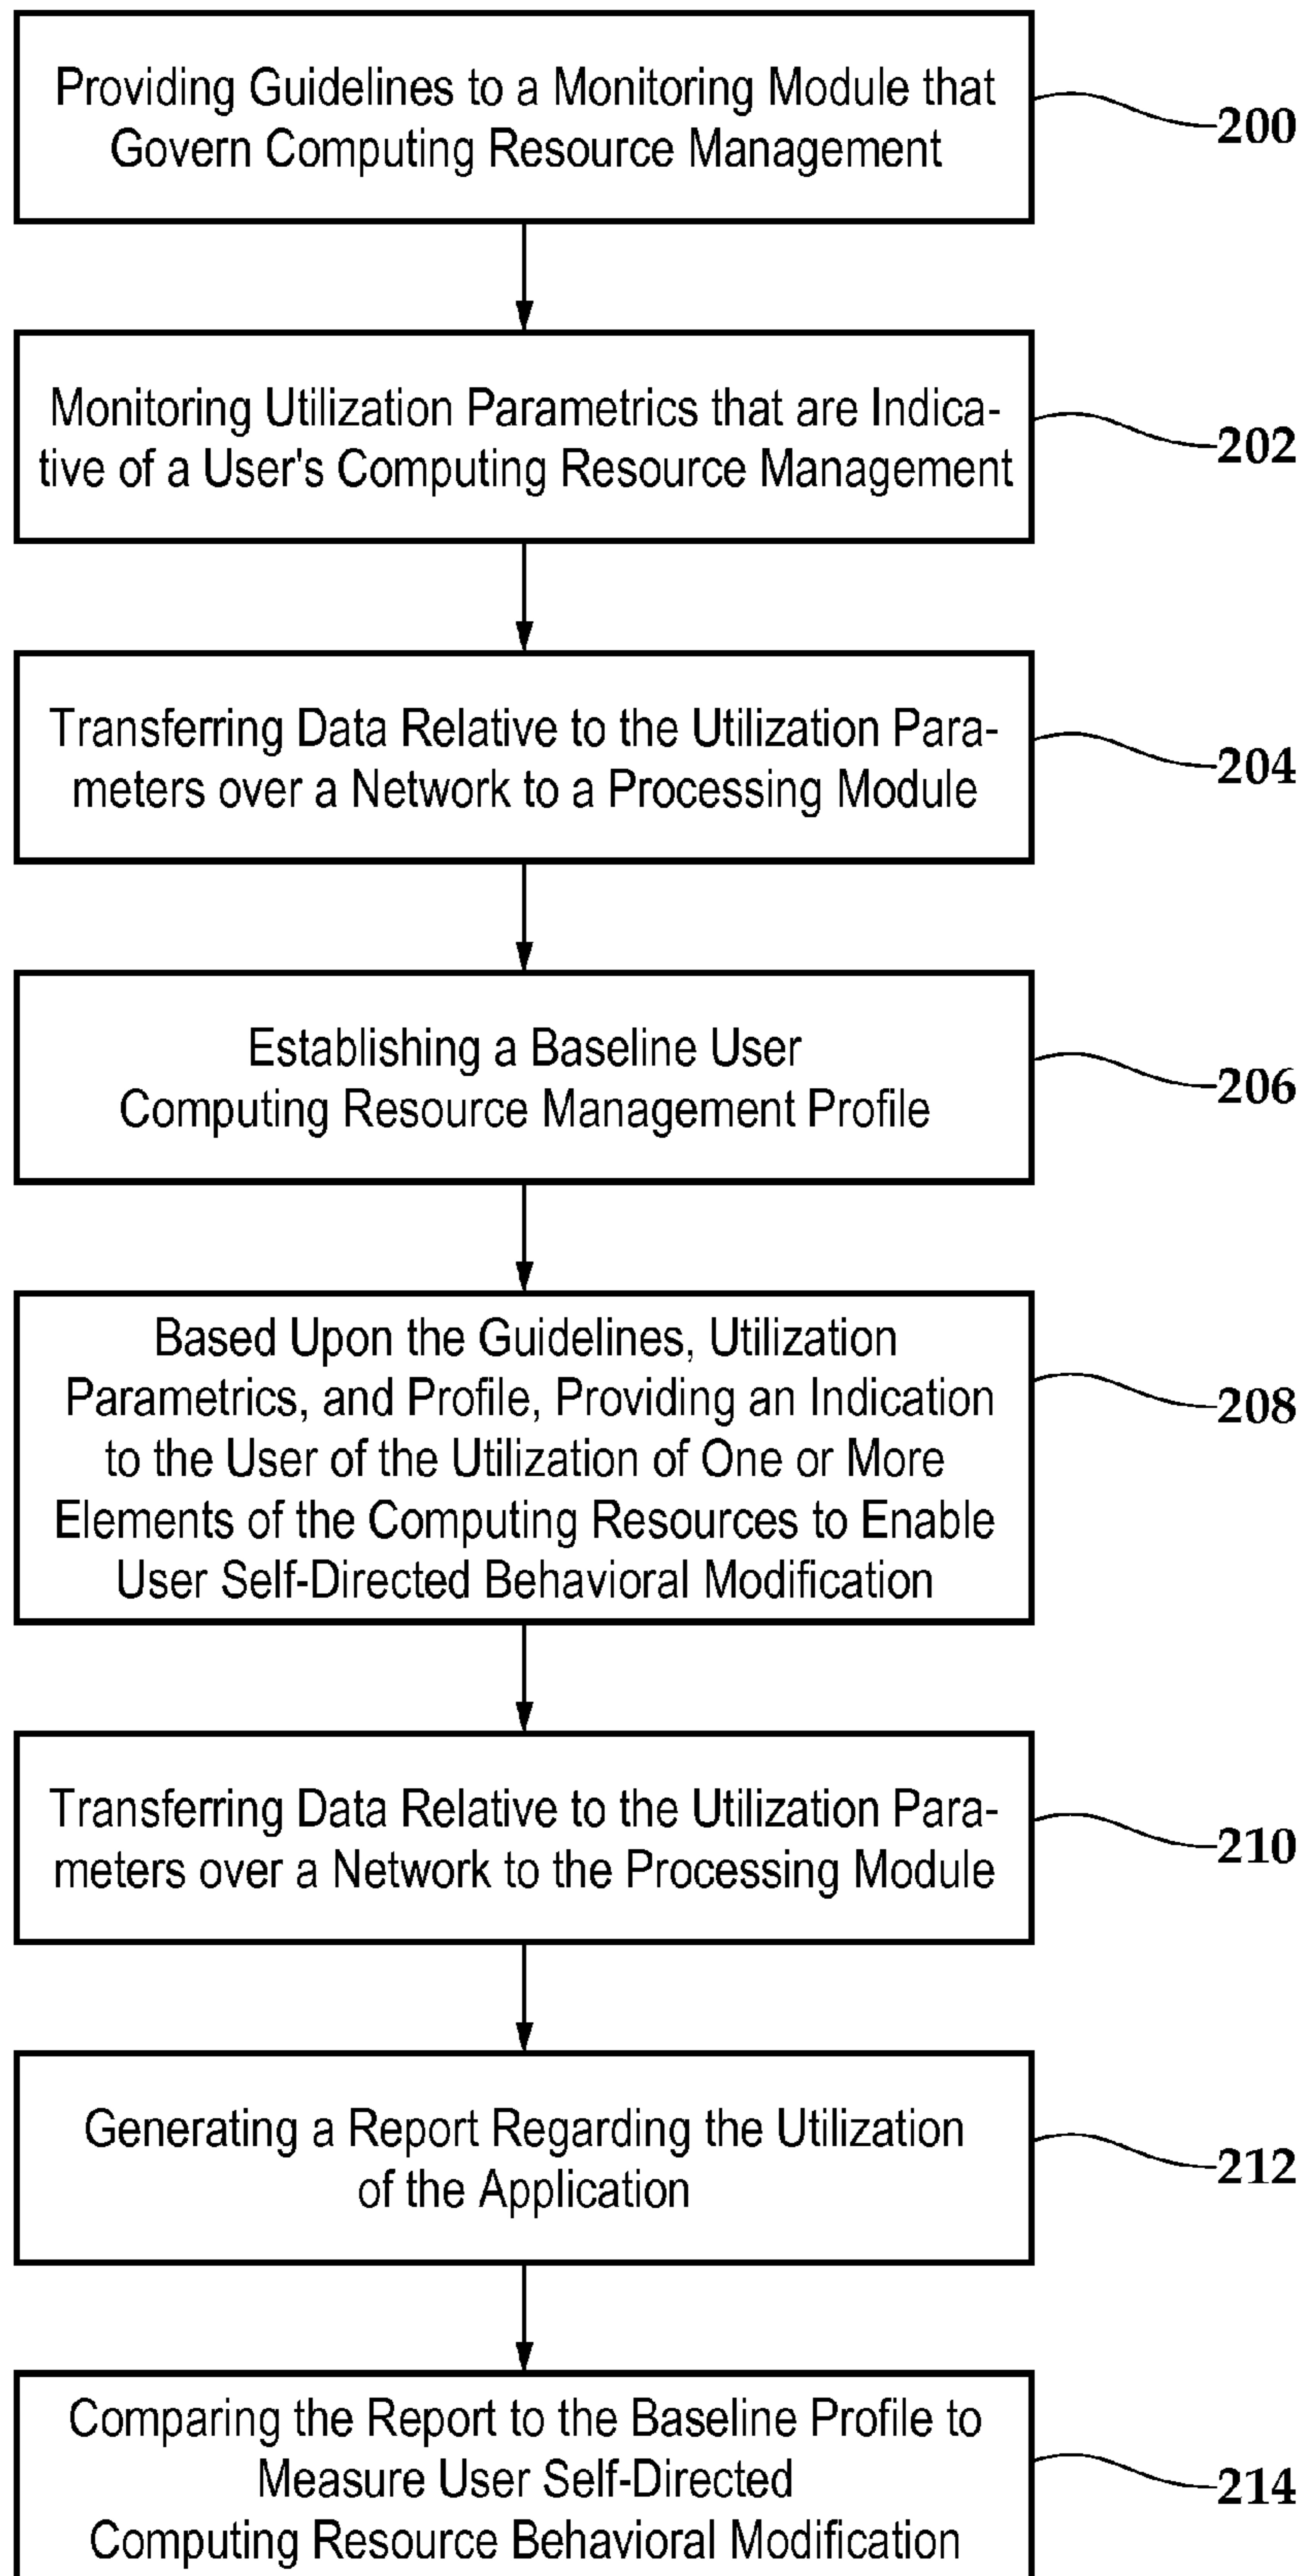 Providing Guidelines to a Monitoring Module that
Govern Computing Resource Management
200
Monitoring Utilization Parametrics that are Indica-
tive of a User's Computing Resource Management
202
Transferring Data Relative to the Utilization Para-
meters over a Network to a Processing Module
204
Establishing a Baseline User
Computing Resource Management Profile
206
Based Upon the Guidelines, Utilization
Parametrics, and Profile, Providing an Indication
to the User of the Utilization of One or More
Elements of the Computing Resources to Enable
User Self-Directed Behavioral Modification
208
Transferring Data Relative to the Utilization Para-
meters over a Network to the Processing Module
210
Generating a Report Regarding the Utilization
of the Application
212
Comparing the Report to the Baseline Profile to
Measure User Self-Directed
Computing Resource Behavioral Modification
214